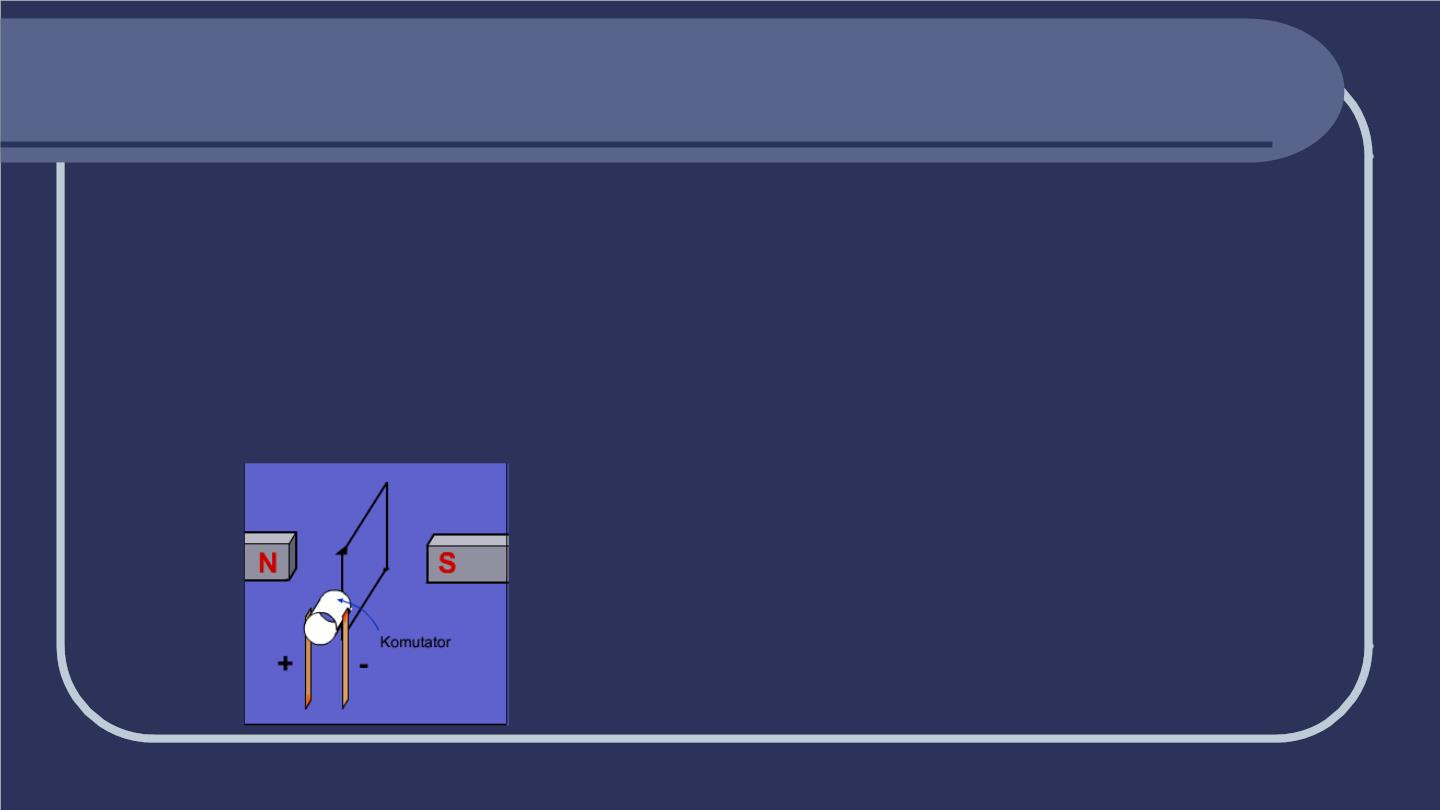 N
S
Komutator
+ -